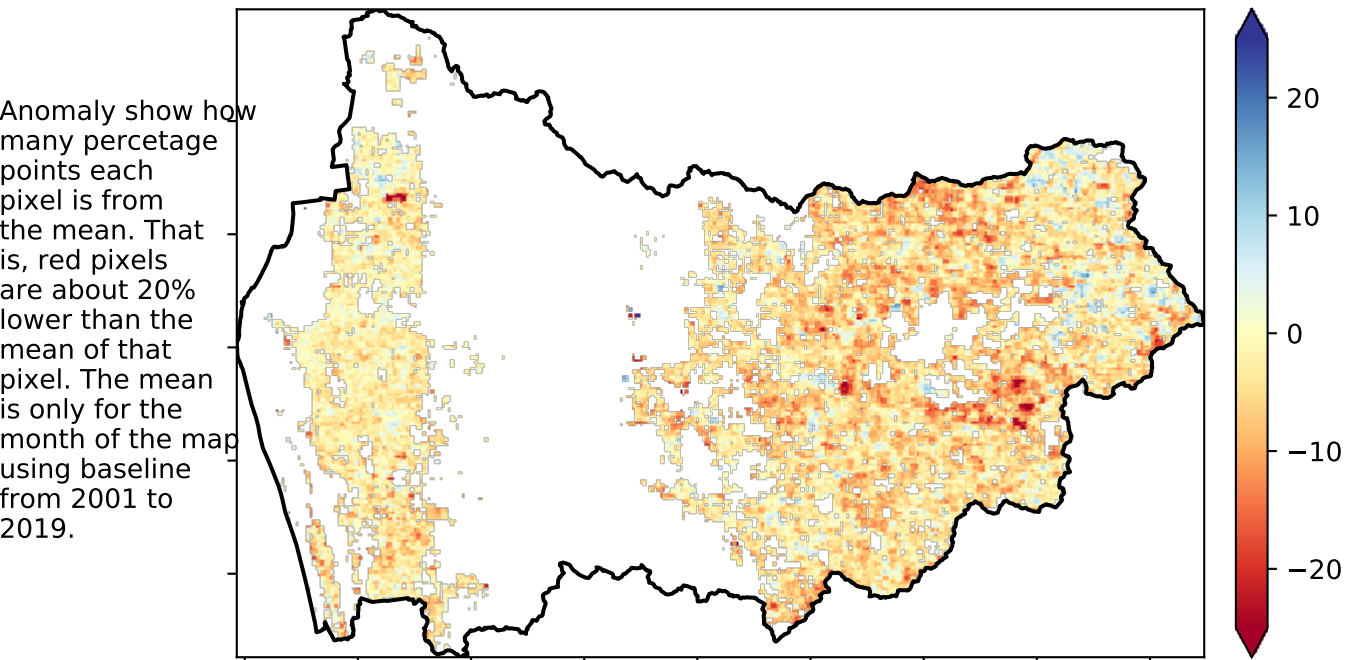 Anomaly show how
many percetage
points each
pixel is from
the mean. That
is, red pixels
are about 20%
lower than the
mean of that
pixel. The mean
is only for the
month of the map
using baseline
from 2001 to
2019.
20
10
0
−10
−20